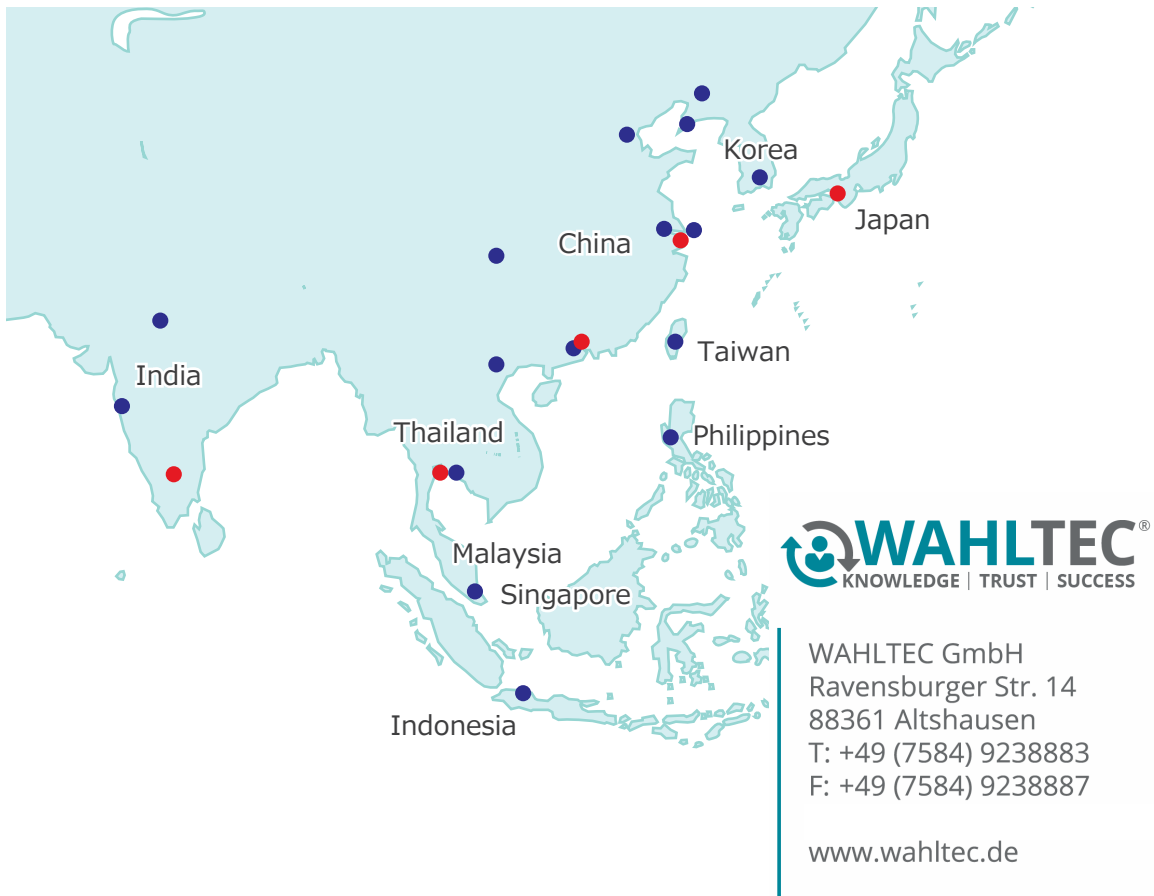 Korea
Japan
China
Taiwan
India
Thailand
Philippines
Malaysia
Singapore
Indonesia
WAHLTEC®
KNOWLEDGE | TRUST | SUCCESS
WAHLTEC GmbH
Ravensburger Str. 14
88361 Altshausen
T: +49 (7584) 9238883
F: +49 (7584) 9238887
www.wahltec.de